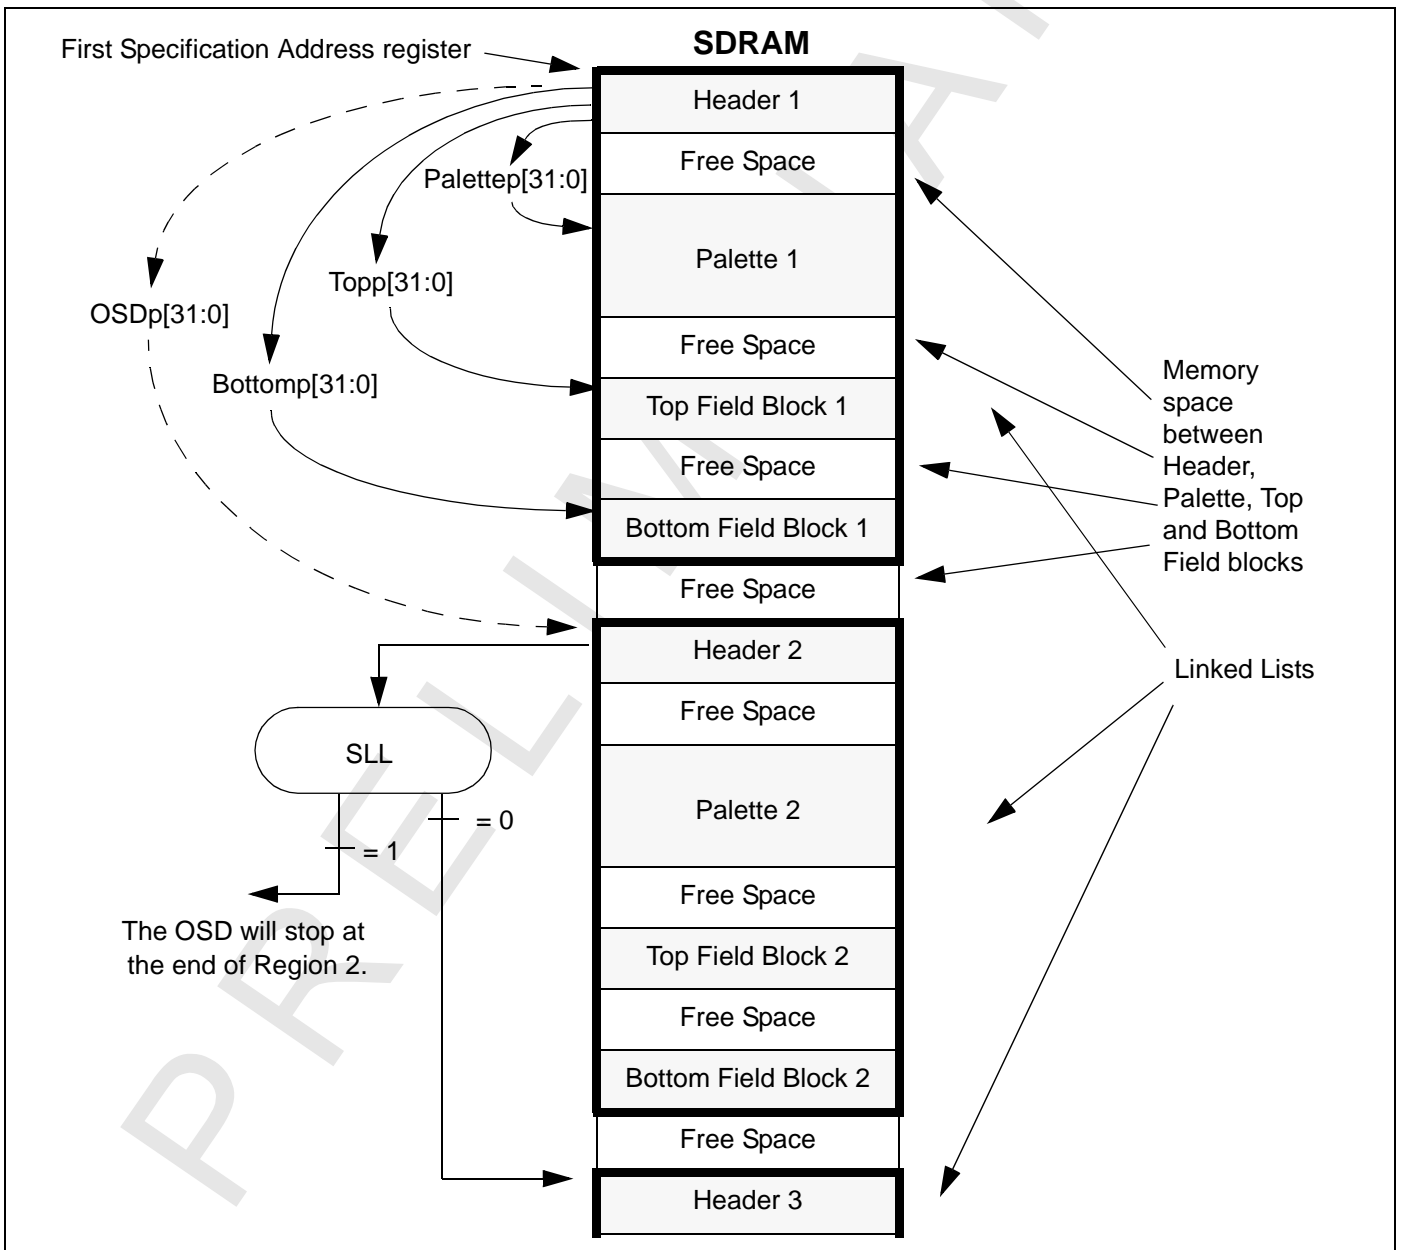 SDRAM
First Specification Address register
Header 1
Free Space
Palettep[31:0]
Palette 1
Topp[31:0]
OSDp[31:0]
Free Space
Bottomp[31:0]
Top Field Block 1
Free Space
Bottom Field Block 1
Free Space
Memory
space
between
Header,
Palette, Top
and Bottom
Field blocks
Header 2
Linked Lists
Free Space
SLL
Palette 2
= 0
= 1
Free Space
The OSD will stop at
the end of Region 2.
Top Field Block 2
Free Space
Bottom Field Block 2
Free Space
Header 3